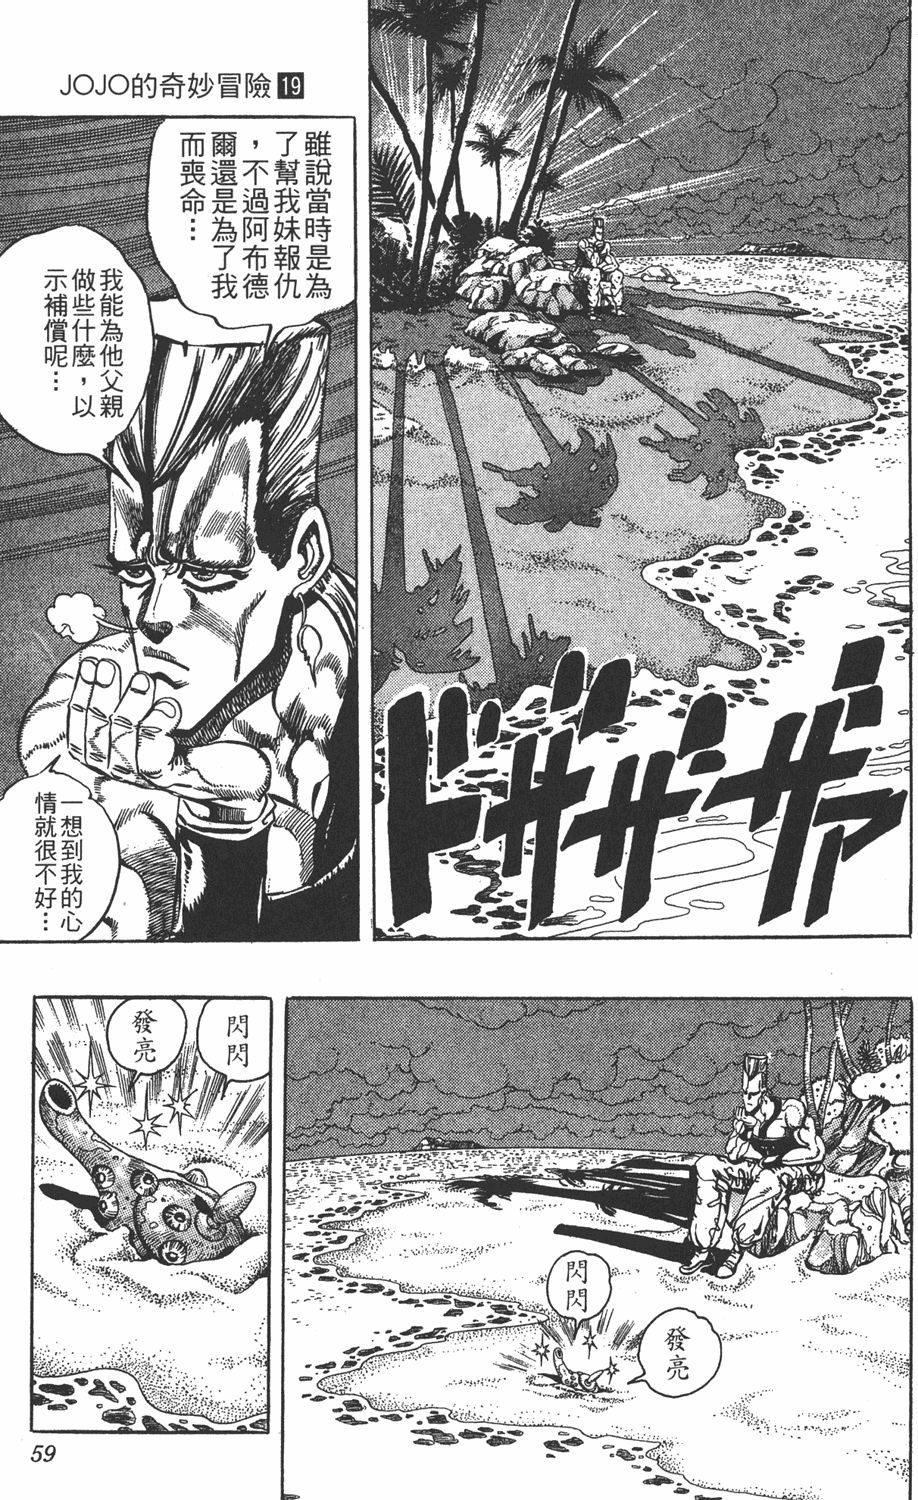 JOJO的奇妙冒險19
ドザザザァ
雖說當時是為
了幫我妹報仇
，不過阿布德
爾還是為了我
而喪命…
我能為他父親
做些什麼，以
示補償呢…
一想到我的心
情就很不好…
閃閃
發亮
閃閃
發亮
59